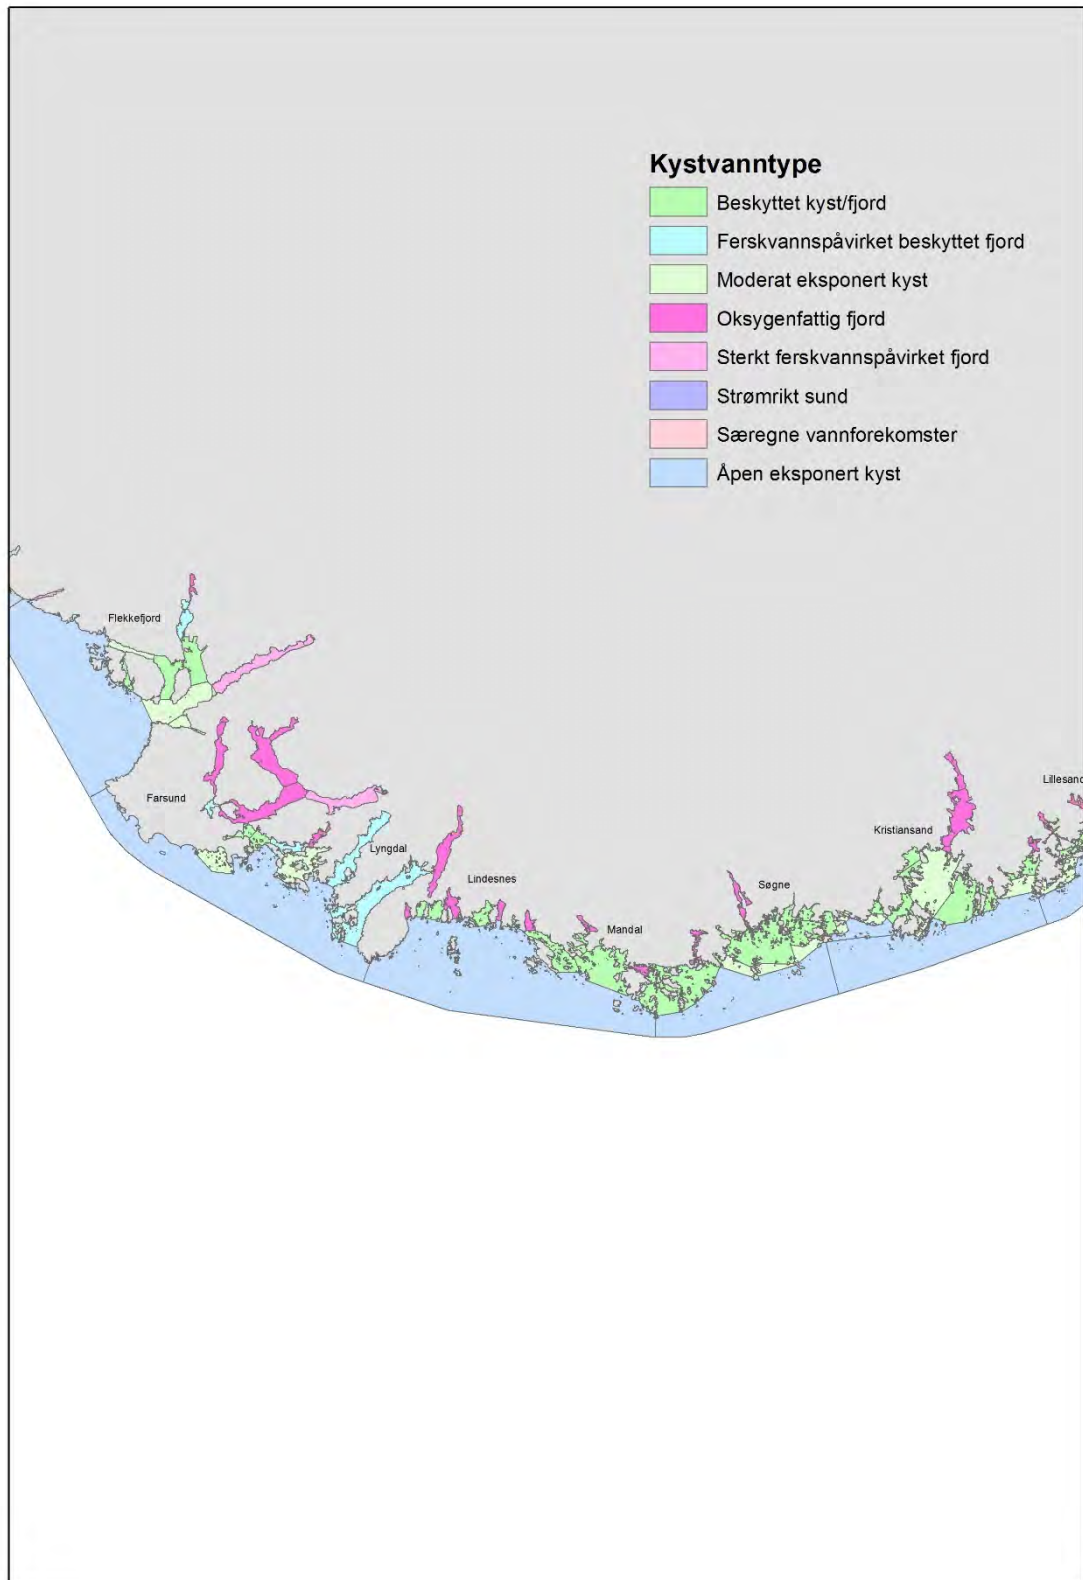 Kystvanntype
Beskyttet kyst/fjord
Ferskvannspåvirket beskyttet fjord
Moderat eksponert kyst
Oksygenfattig fjord
Sterkt ferskvannspåvirket fjord
Strømrikt sund
Særegne vannforekomster
Åpen eksponert kyst
Flekkefjord
Lillesand
Farsund
Kristiansand
Lyngdal
Lindesnes
Søgne
Mandal